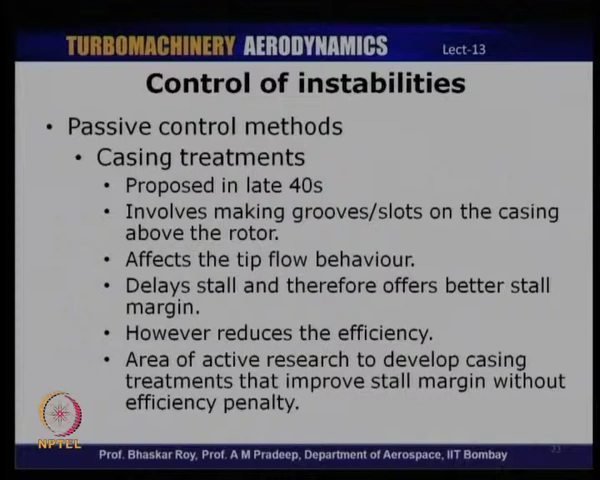 TURBOMACHINERY AERODYNAMICS Lect-13
Control of instabilities
• Passive control methods
• Casing treatments
• Proposed in late 40s
• Involves making grooves/slots on the casing
above the rotor.
• Affects the tip flow behaviour.
• Delays stall and therefore offers better stall
margin.
• However reduces the efficiency.
• Area of active research to develop casing
treatments that improve stall margin without
efficiency penalty.
NPTEL
Prof. Bhaskar Roy, Prof. A M Pradeep, Department of Aerospace, IIT Bombay